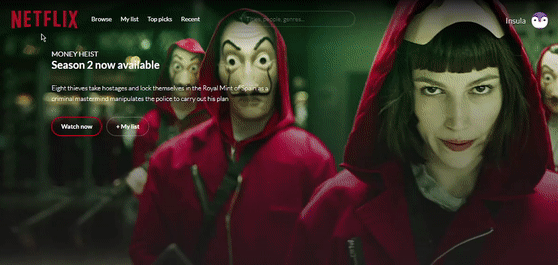 NETFLIX
Browse My list Top picks Recent
Titles, people, genres..
Insula
MONEY HEIST
Season 2 now available
Eight thieves take hostages and lock themselves in the Royal Mint of Spain as a
criminal mastermind manipulates the police to carry out his plan
Watch now + My list